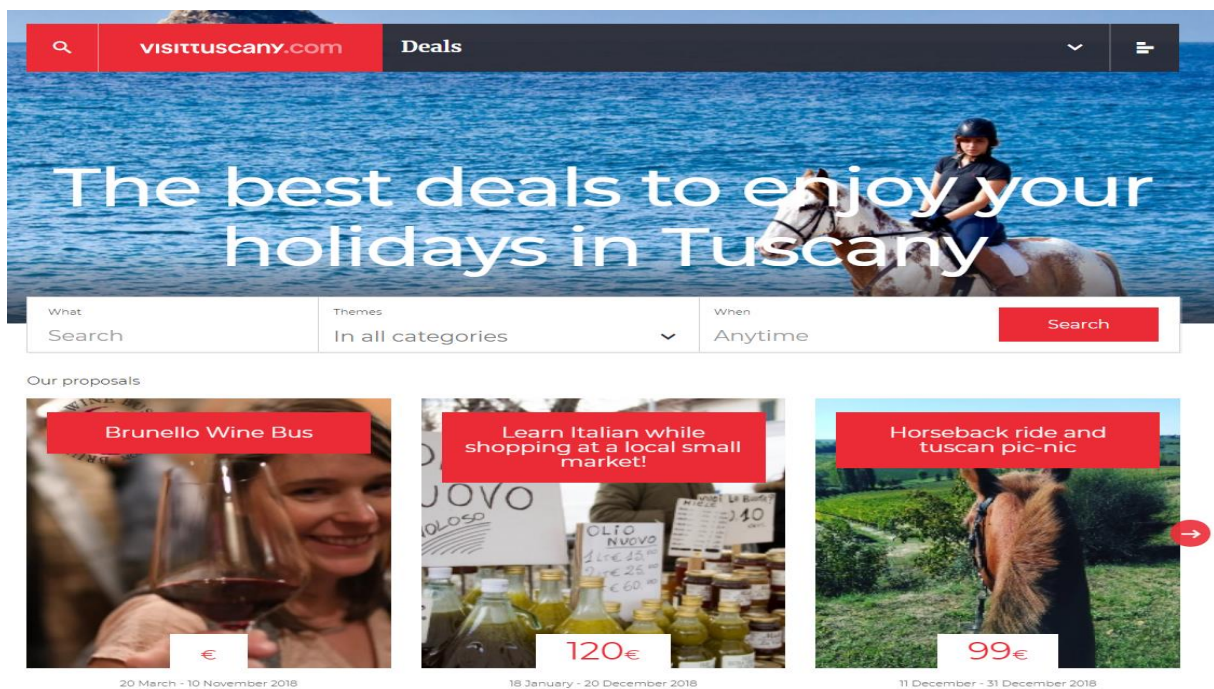 visittuscany.com
Deals
The best deals to enjoy your
holidays in Tuscany
What
Search
Themes
In all categories
When
Anytime
Search
Our proposals
Brunello Wine Bus
€
20 March - 10 November 2018
Learn Italian while
shopping at a local small
market!
UOVO
OLIO
NUOVO
120€
18 January - 20 December 2018
Horseback ride and
tuscan pic-nic
99€
11 December - 31 December 2018